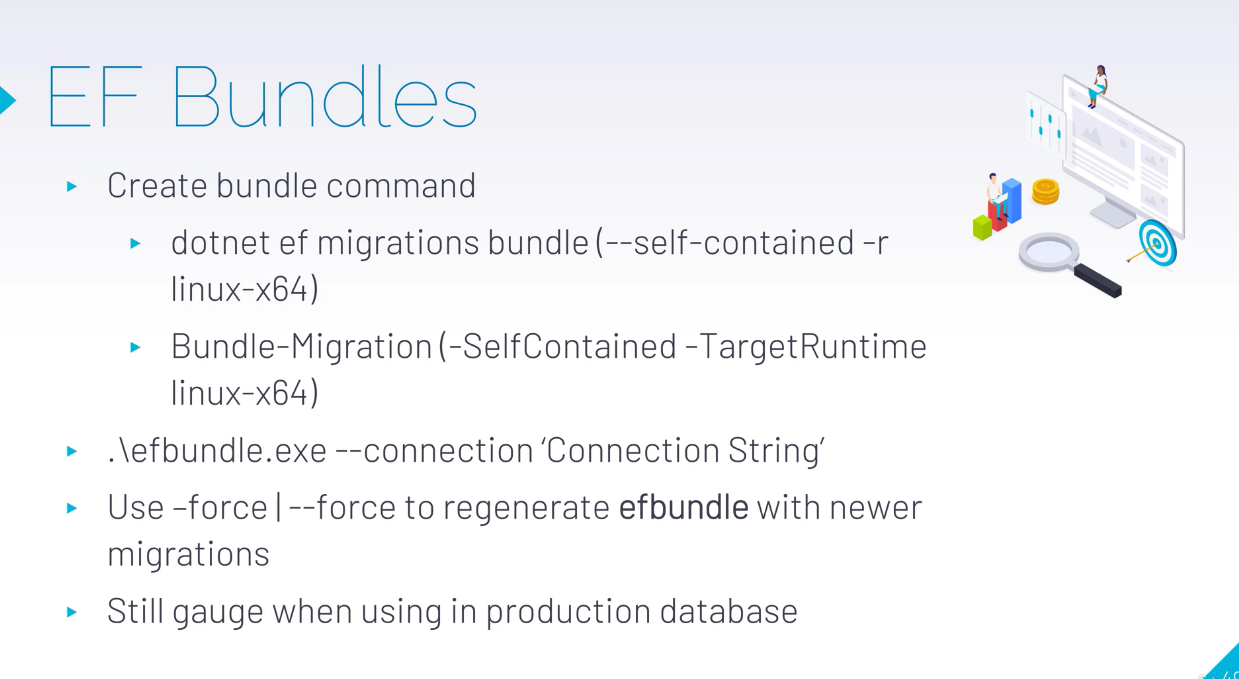 EF Bundles
Create bundle command
dotnet ef migrations bundle (--self-contained -r
linux-x64)
Bundle-Migration (-SelfContained -TargetRuntime
linux-x64)
.\efbundle.exe --connection ‘Connection String’
Use –force | --force to regenerate efbundle with newer
migrations
Still gauge when using in production database